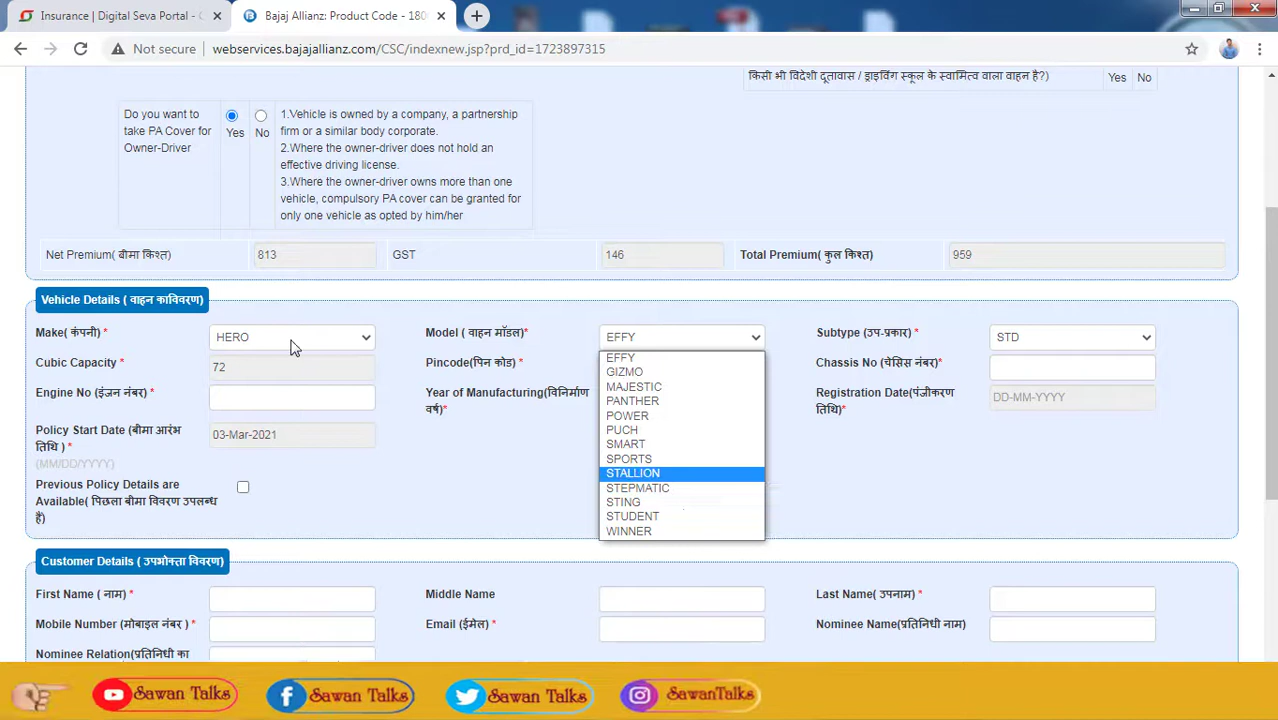 Insurance | Digital Seva Portal - C
Bajaj Allianz: Product Code - 180
Not secure
webservices.bajajallianz.com/CSC/indexnew.jsp?prd_id=1723897315
किसी भी विदेशी दूतावास / ड्राइविंग स्कूल के स्वामित्व वाला वाहन है?)
Yes No
Do you want to
take PA Cover for
Owner-Driver
Yes No
1.Vehicle is owned by a company, a partnership
firm or a similar body corporate.
2.Where the owner-driver does not hold an
effective driving license.
3.Where the owner-driver owns more than one
vehicle, compulsory PA cover can be granted for
only one vehicle as opted by him/her
Net Premium( बीमा किश्त) 813 GST 146 Total Premium( कुल किश्त) 959
Vehicle Details ( वाहन काविवरण)
Make( कंपनी) * HERO Model ( वाहन मॉडल)* EFFY Subtype (उप-प्रकार) * STD
Cubic Capacity * 72 Pincode(पिन कोड) * Chassis No (चेसिस नंबर)*
Engine No (इंजन नंबर) * Year of Manufacturing(विनिर्माण
वर्ष)*
Registration Date(पंजीकरण
तिथि)*
DD-MM-YYYY
Policy Start Date (बीमा आरंभ
तिथि ) *
(MM/DD/YYYY)
03-Mar-2021
Previous Policy Details are
Available( पिछला बीमा विवरण उपलब्ध
हैं)
EFFY
GIZMO
MAJESTIC
PANTHER
POWER
PUCH
SMART
SPORTS
STALLION
STEPMATIC
STING
STUDENT
WINNER
Customer Details ( उपभोक्ता विवरण)
First Name ( नाम) * Middle Name Last Name( उपनाम) *
Mobile Number (मोबाइल नंबर ) * Email (ईमेल) * Nominee Name(प्रतिनिधी नाम)
Nominee Relation(प्रतिनिधी का
Sawan Talks Sawan Talks Sawan Talks SawanTalks